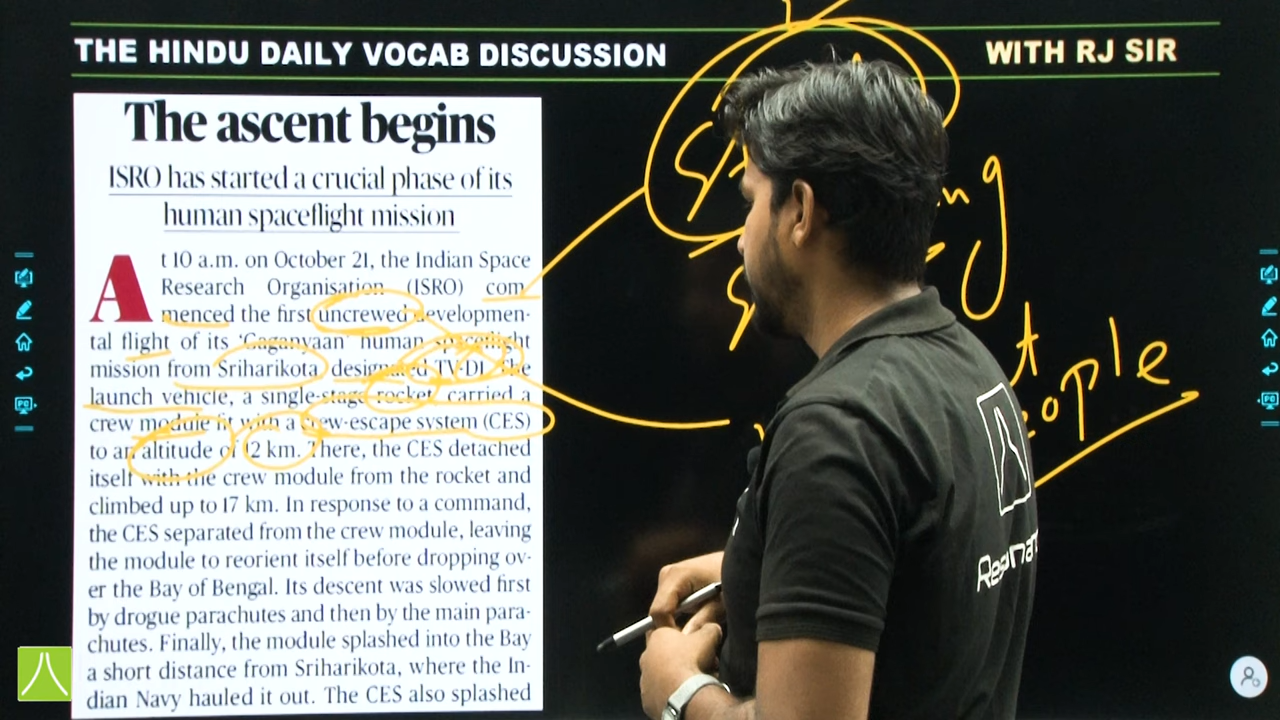 THE HINDU DAILY VOCAB DISCUSSION
WITH RJ SIR
The ascent begins
ISRO has started a crucial phase of its
human spaceflight mission
At 10 a.m. on October 21, the Indian Space
Research Organisation (ISRO) com
menced the first uncrewed developmen-
tal flight of its 'Gaganyaan' human spaceflight
mission from Sriharikota designated TV-D1. The
launch vehicle, a single-stage rocket, carried a
crew module fit with a crew-escape system (CES)
to an altitude of 12 km. There, the CES detached
itself with the crew module from the rocket and
climbed up to 17 km. In response to a command,
the CES separated from the crew module, leaving
the module to reorient itself before dropping ov-
er the Bay of Bengal. Its descent was slowed first
by drogue parachutes and then by the main para-
chutes. Finally, the module splashed into the Bay
a short distance from Sriharikota, where the In-
dian Navy hauled it out. The CES also splashed
ng
eople
Resonan
PC
PC